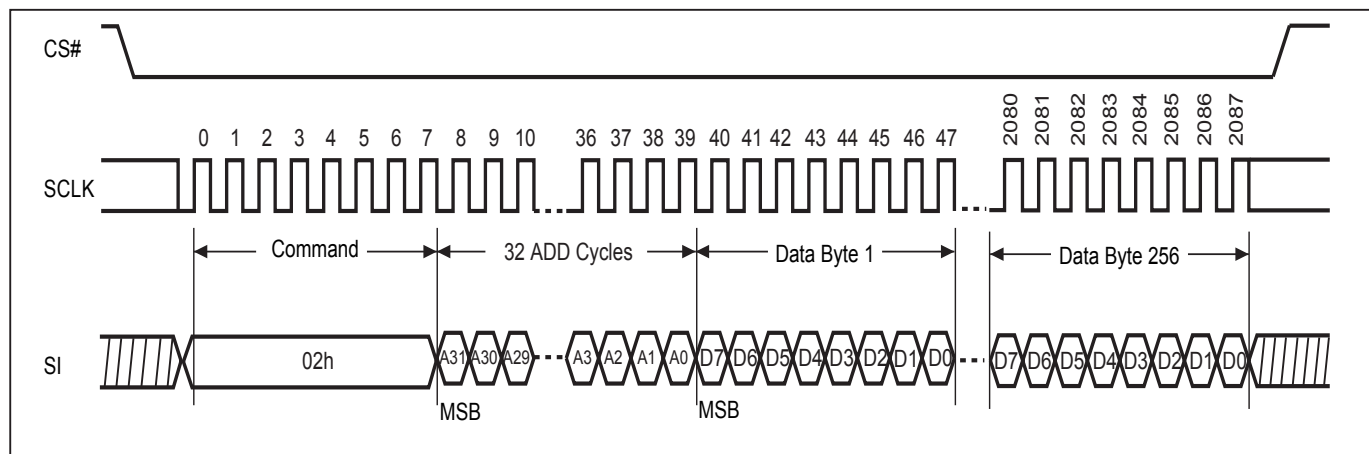 CS#
2080 2081 2082 2083 2084 2085 2086 2087
0 1 2 3 4 5 6 7 8 9 10 36 37 38 39 40 41 42 43 44 45 46 47
SCLK
Command 32 ADD Cycles Data Byte 1 Data Byte 256
SI 02h A31 A30 A29 A3 A2 A1 A0 D7 D6 D5 D4 D3 D2 D1 D0 D7 D6 D5 D4 D3 D2 D1 D0
MSB MSB